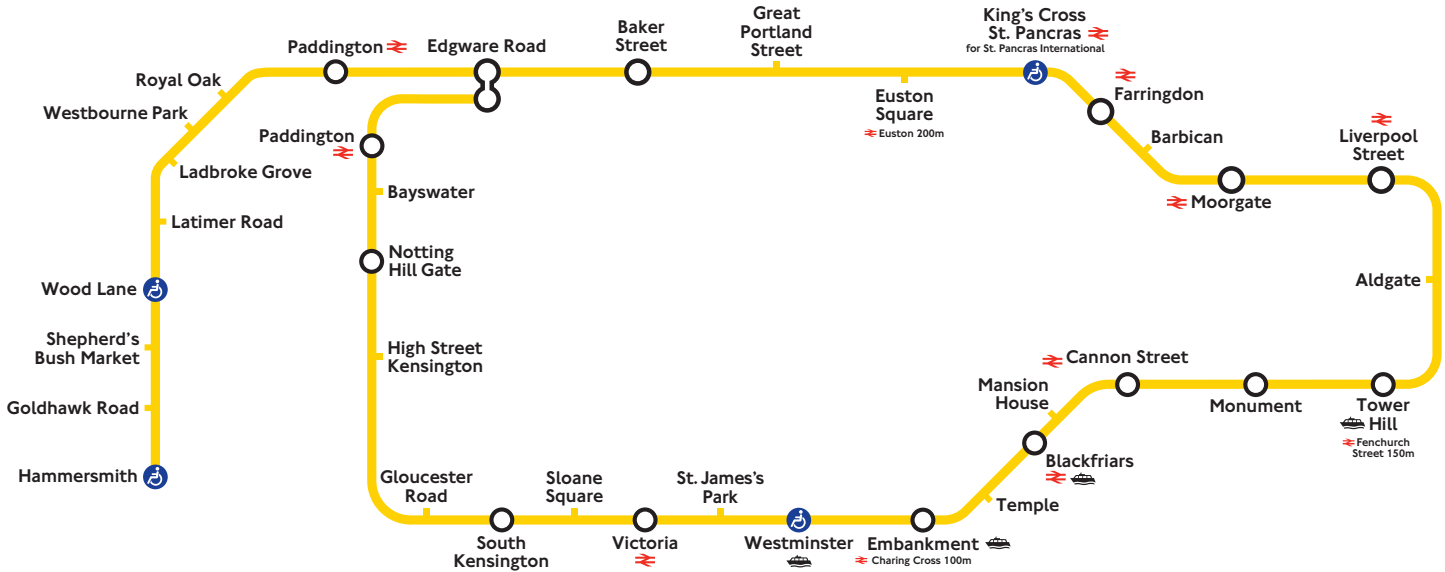 Paddington
Edgware Road
Baker
Street
Great
Portland
Street
King's Cross
St. Pancras
for St. Pancras International
Royal Oak
Westbourne Park
Ladbroke Grove
Latimer Road
Wood Lane
Shepherd's
Bush Market
Goldhawk Road
Hammersmith
Paddington
Bayswater
Notting
Hill Gate
High Street
Kensington
Euston
Square
Euston 200m
Farringdon
Barbican
Moorgate
Liverpool
Street
Aldgate
Tower
Hill
Fenchurch
Street 150m
Monument
Cannon Street
Mansion
House
Blackfriars
Temple
Embankment
Charing Cross 100m
Westminster
St. James's
Park
Victoria
Sloane
Square
South
Kensington
Gloucester
Road